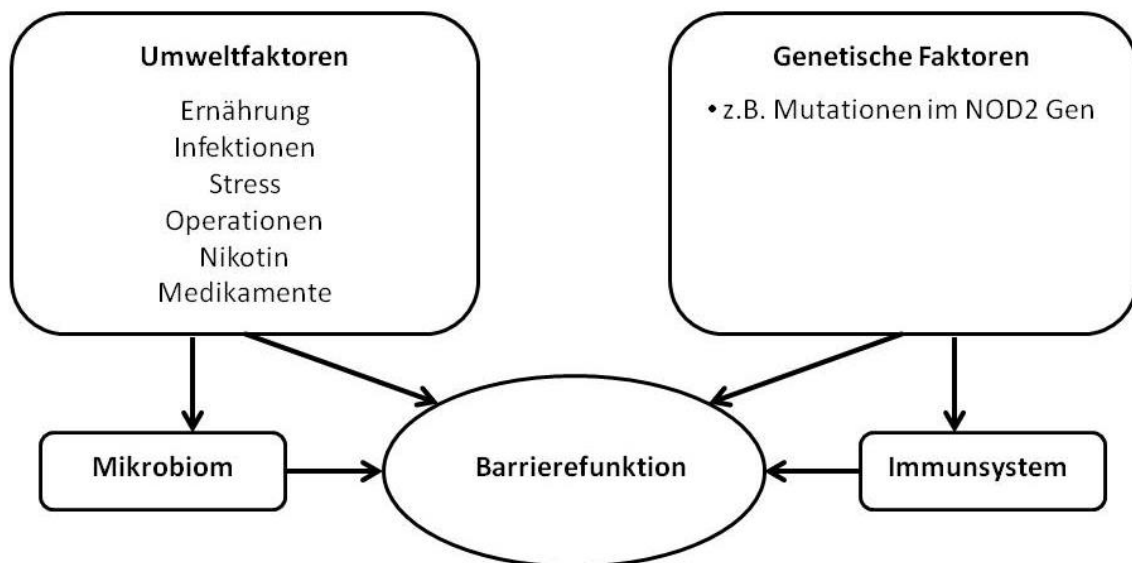 Umweltfaktoren
Ernährung
Infektionen
Stress
Operationen
Nikotin
Medikamente
Genetische Faktoren
• z.B. Mutationen im NOD2 Gen
Mikrobiom
Barrierefunktion
Immunsystem